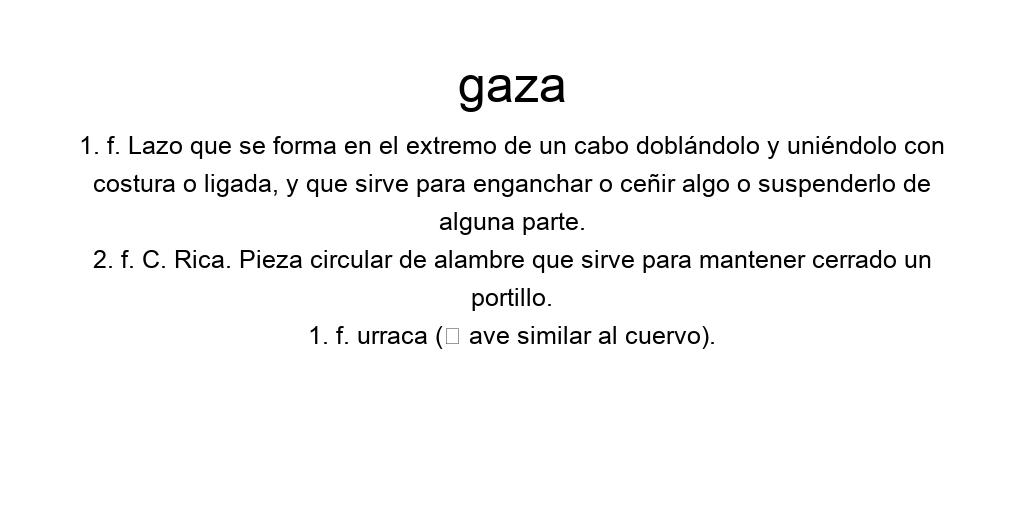 gaza
1. f. Lazo que se forma en el extremo de un cabo doblándolo y uniéndolo con
costura o ligada, y que sirve para enganchar o ceñir algo o suspenderlo de
alguna parte.
2. f. C. Rica. Pieza circular de alambre que sirve para mantener cerrado un
portillo.
1. f. urraca (□ ave similar al cuervo).